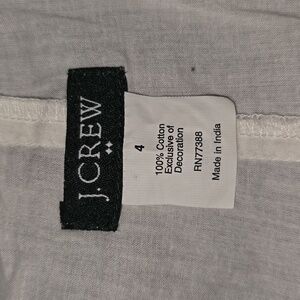 J.CREW
4
100% Cotton
Exclusive of
Decoration
RN77388
Made in India